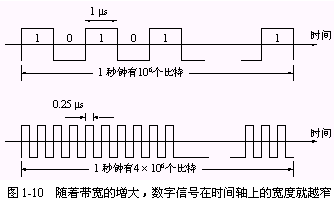 1 μs
1 0 1 0 1 1 时间
1 秒钟有10⁶个比特
0.25 μs
时间
1 秒钟有4 × 10⁶个比特
图 1-10 随着带宽的增大，数字信号在时间轴上的宽度就越窄